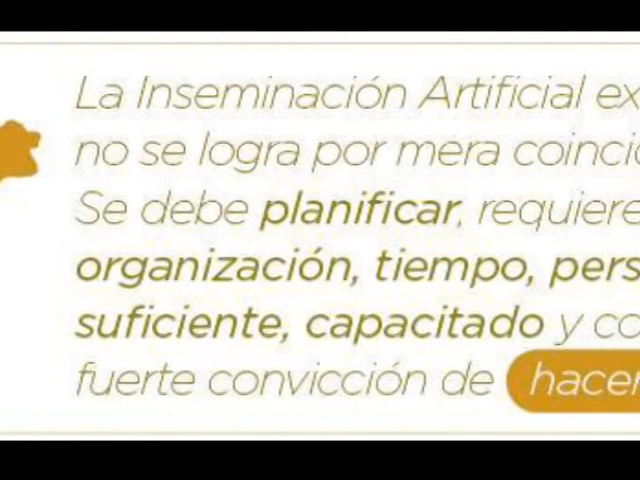 La Inseminación Artificial ex
no se logra por mera coincid
Se debe planificar, requiere
organización, tiempo, pers
suficiente, capacitado y co
fuerte convicción de hacer